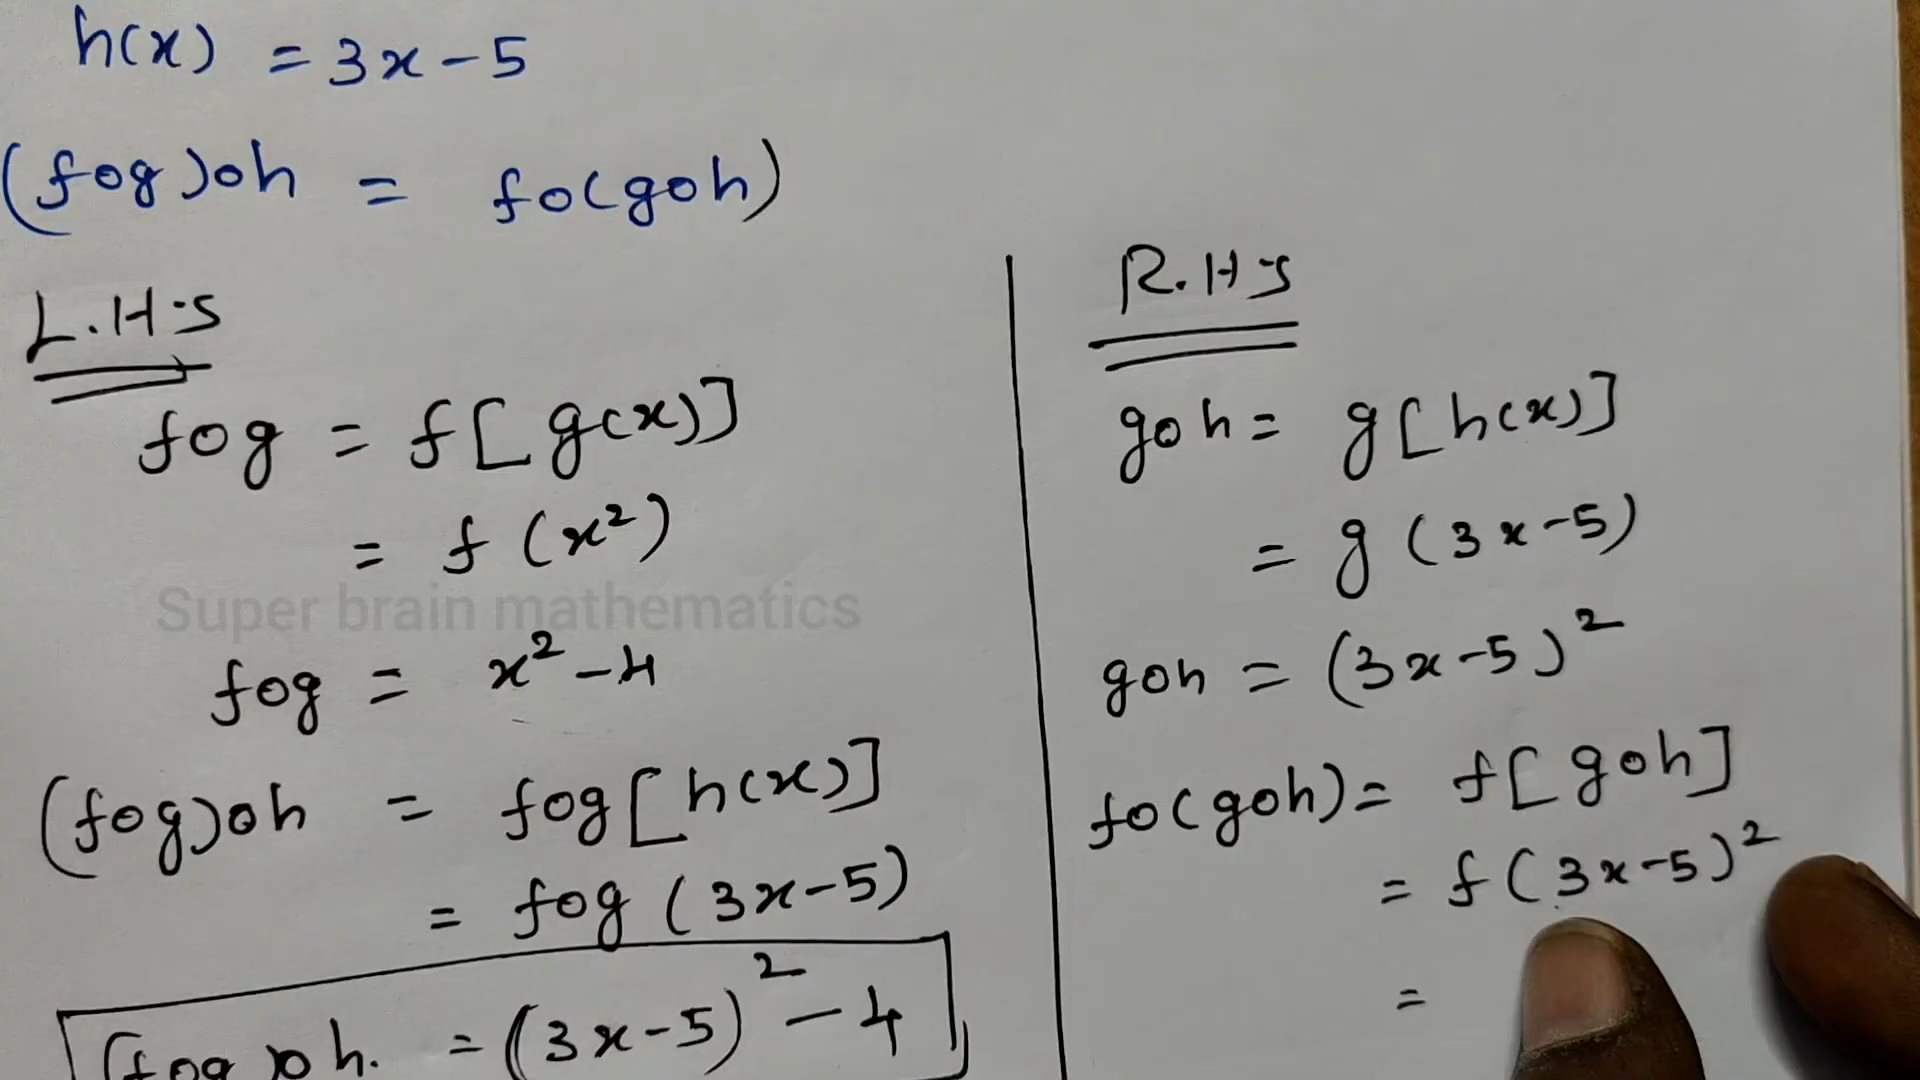 h(x) = 3x-5
(fog)oh = fo(goh)
L.H.S
fog = f[g(x)]
= f(x²)
Super brain mathematics
fog = x²-4
(fog)oh = fog[h(x)]
= fog(3x-5)
(fog)oh. = (3x-5)²-4
R.H.S
goh = g[h(x)]
= g(3x-5)
goh = (3x-5)²
fo(goh) = f[goh]
= f(3x-5)²
=